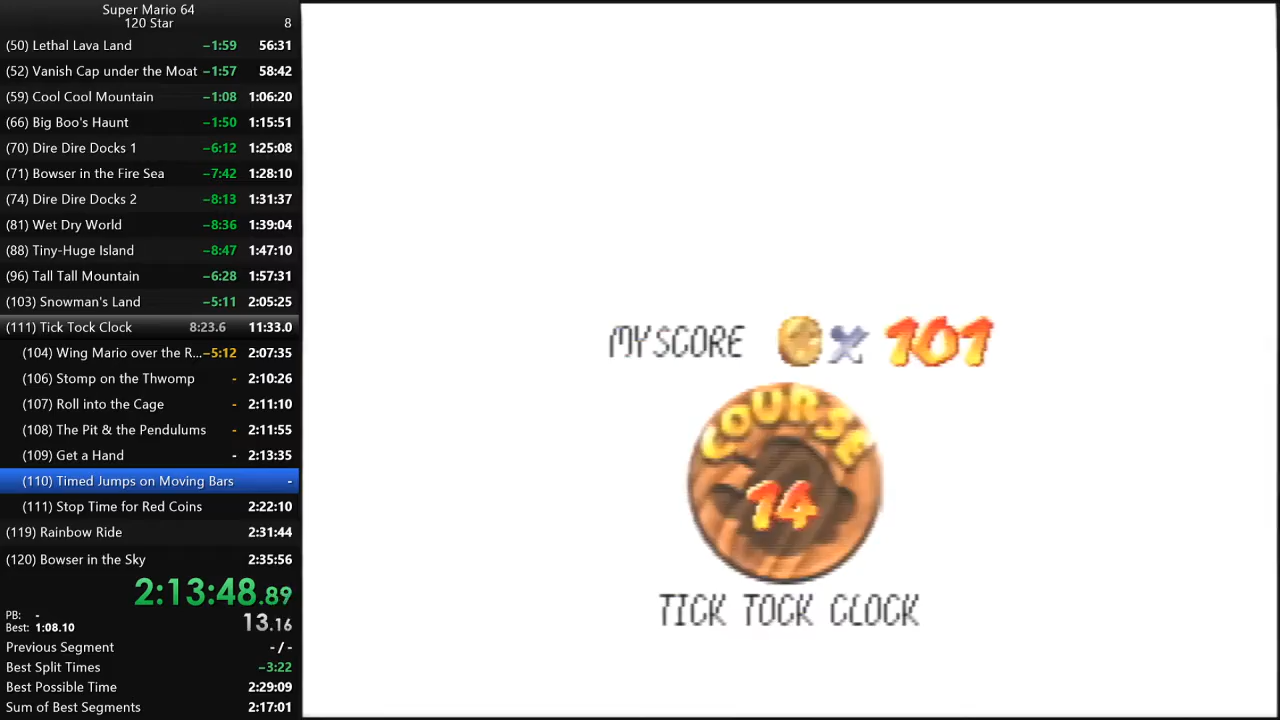 Super Mario 64
120 Star 8
(50) Lethal Lava Land −1:59 56:31
(52) Vanish Cap under the Moat −1:57 58:42
(59) Cool Cool Mountain −1:08 1:06:20
(66) Big Boo's Haunt −1:50 1:15:51
(70) Dire Dire Docks 1 −6:12 1:25:08
(71) Bowser in the Fire Sea −7:42 1:28:10
(74) Dire Dire Docks 2 −8:13 1:31:37
(81) Wet Dry World −8:36 1:39:04
(88) Tiny-Huge Island −8:47 1:47:10
(96) Tall Tall Mountain −6:28 1:57:31
(103) Snowman's Land −5:11 2:05:25
(111) Tick Tock Clock 8:23.6 11:33.0
(104) Wing Mario over the R... −5:12 2:07:35
(106) Stomp on the Thwomp - 2:10:26
(107) Roll into the Cage - 2:11:10
(108) The Pit & the Pendulums - 2:11:55
(109) Get a Hand - 2:13:35
(110) Timed Jumps on Moving Bars -
(111) Stop Time for Red Coins 2:22:10
(119) Rainbow Ride 2:31:44
(120) Bowser in the Sky 2:35:56
2:13:48.89
PB: -
Best: 1:08.10 13.16
Previous Segment - / -
Best Split Times −3:22
Best Possible Time 2:29:09
Sum of Best Segments 2:17:01
MY SCORE × 101
COURSE
14
TICK TOCK CLOCK